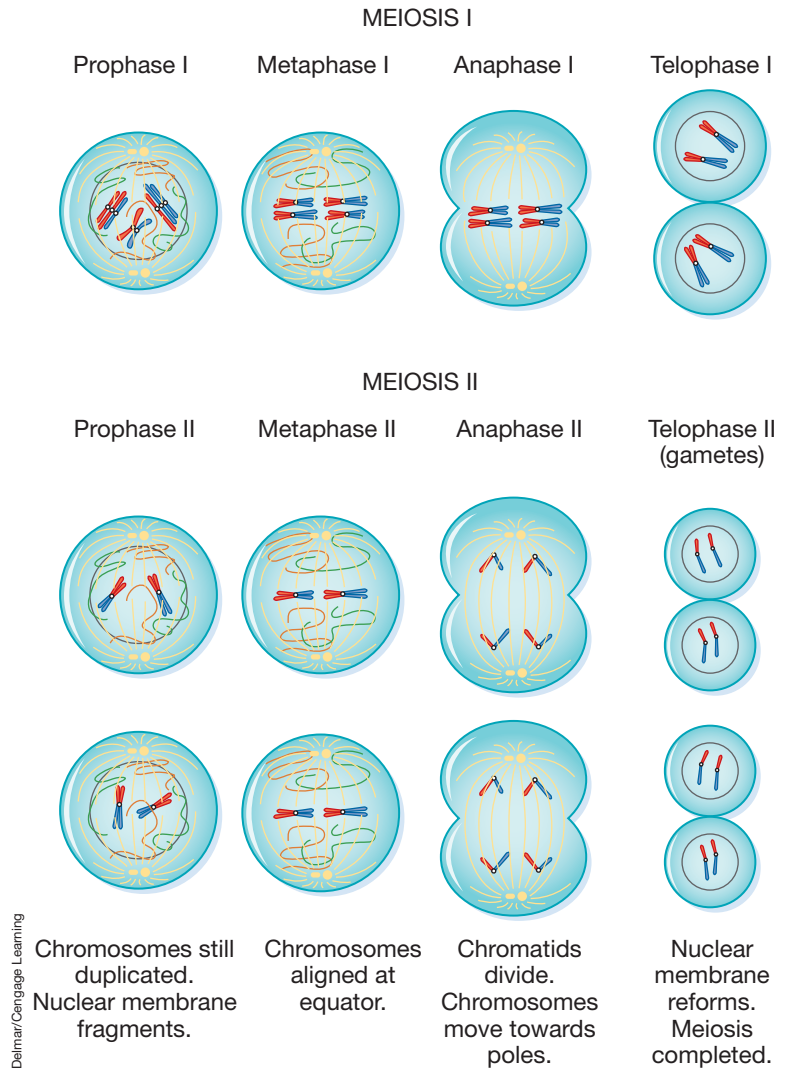 MEIOSIS I
Prophase I
Metaphase I
Anaphase I
Telophase I
MEIOSIS II
Prophase II
Metaphase II
Anaphase II
Telophase II
(gametes)
Chromosomes still
duplicated.
Nuclear membrane
fragments.
Chromosomes
aligned at
equator.
Chromatids
divide.
Chromosomes
move towards
poles.
Nuclear
membrane
reforms.
Meiosis
completed.
Delmar/Cengage Learning